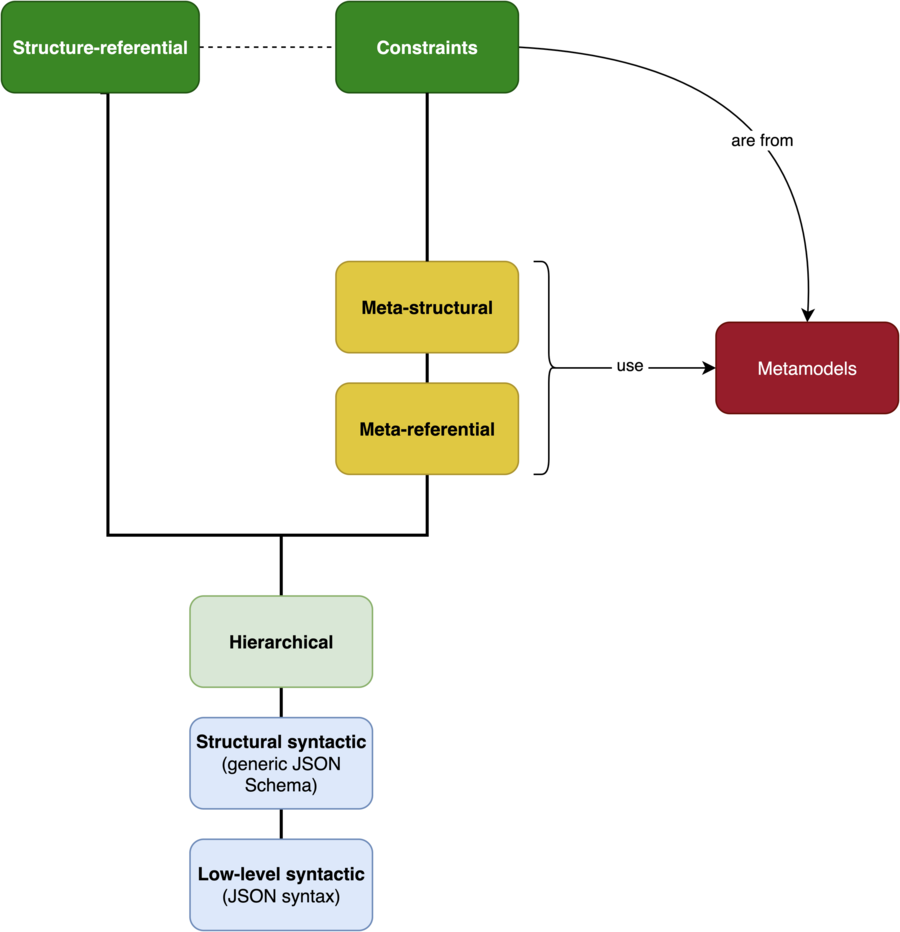 Structure-referential
Constraints
are from
Meta-structural
use
Metamodels
Meta-referential
Hierarchical
Structural syntactic
(generic JSON
Schema)
Low-level syntactic
(JSON syntax)